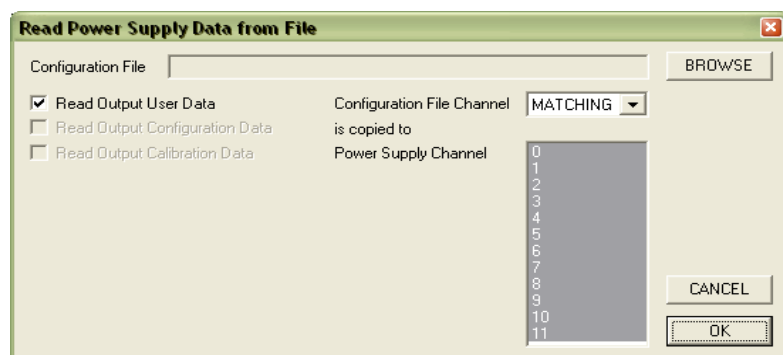 Read Power Supply Data from File
Configuration File
BROWSE
Read Output User Data
Read Output Configuration Data
Read Output Calibration Data
Configuration File Channel
MATCHING
is copied to
Power Supply Channel
0
1
2
3
4
5
6
7
8
9
10
11
CANCEL
OK